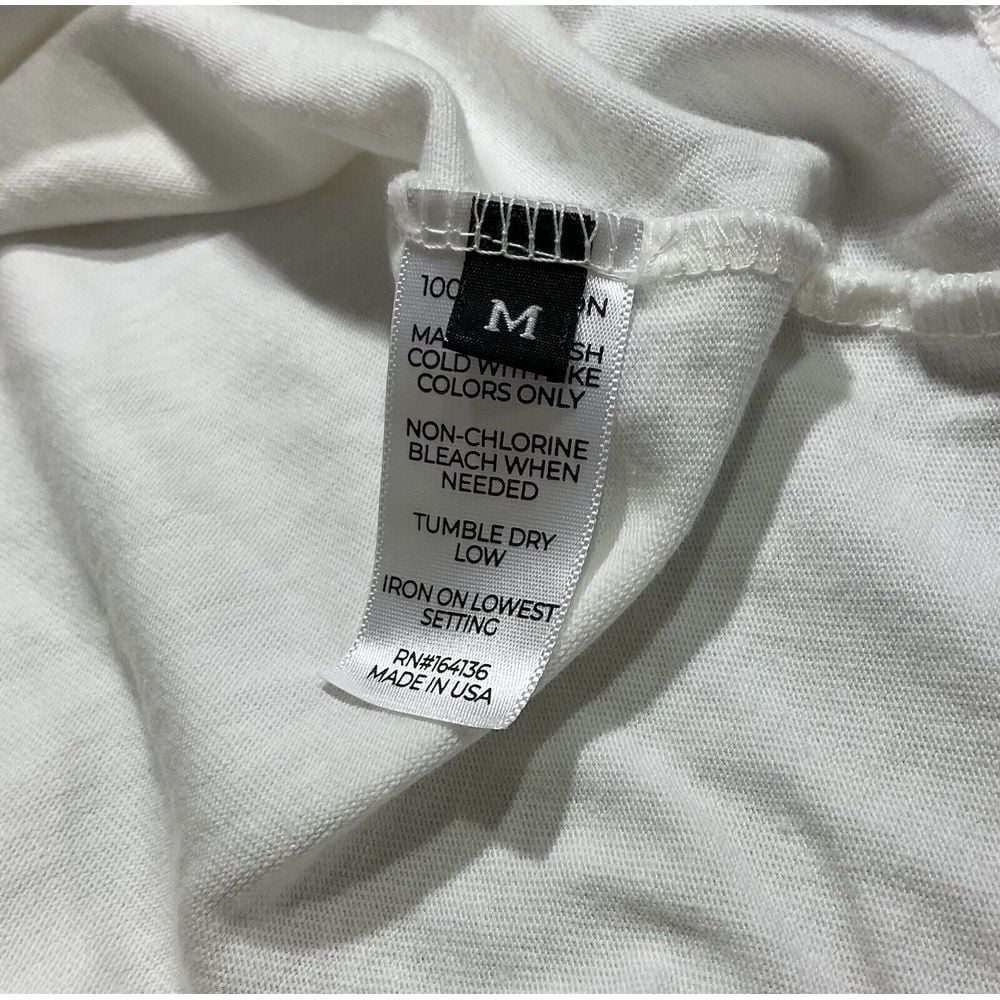 M
100
COLD WITH
COLORS ONLY
NON-CHLORINE
BLEACH WHEN
NEEDED
TUMBLE DRY
LOW
IRON ON LOWEST
SETTING
RN#164136
MADE IN USA